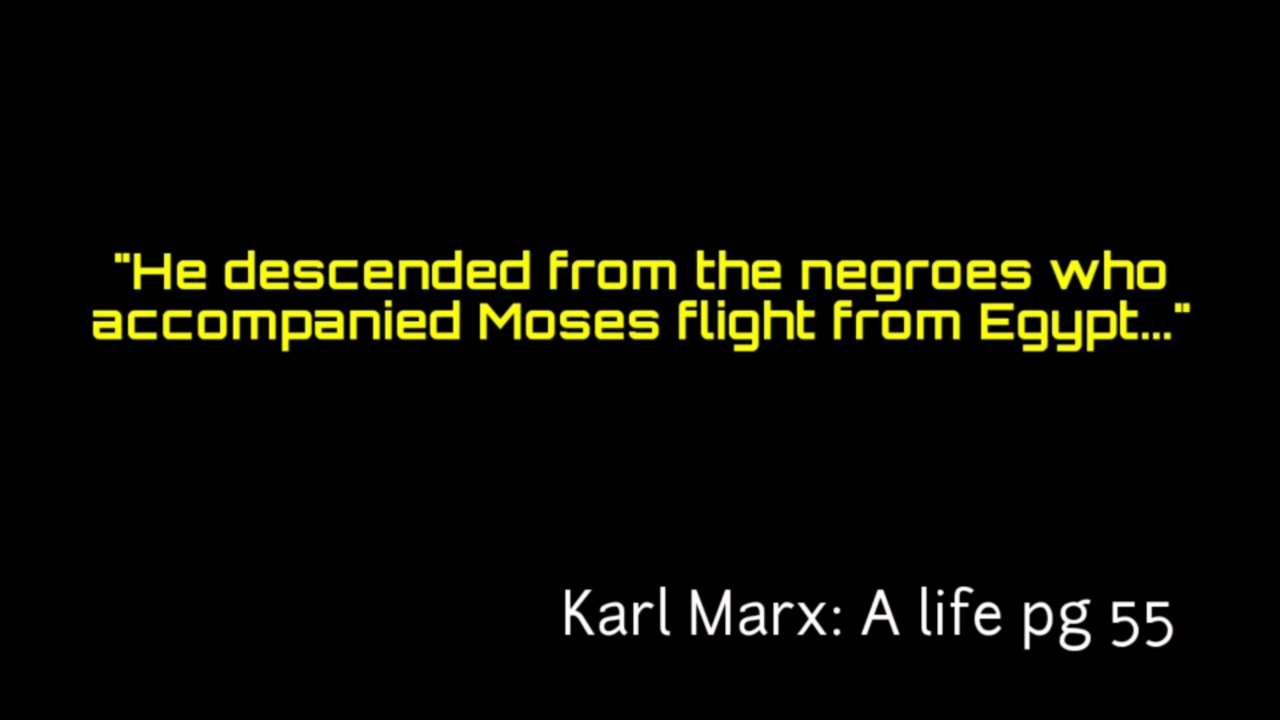 "He descended from the negroes who
accompanied Moses flight from Egypt..."
Karl Marx: A life pg 55